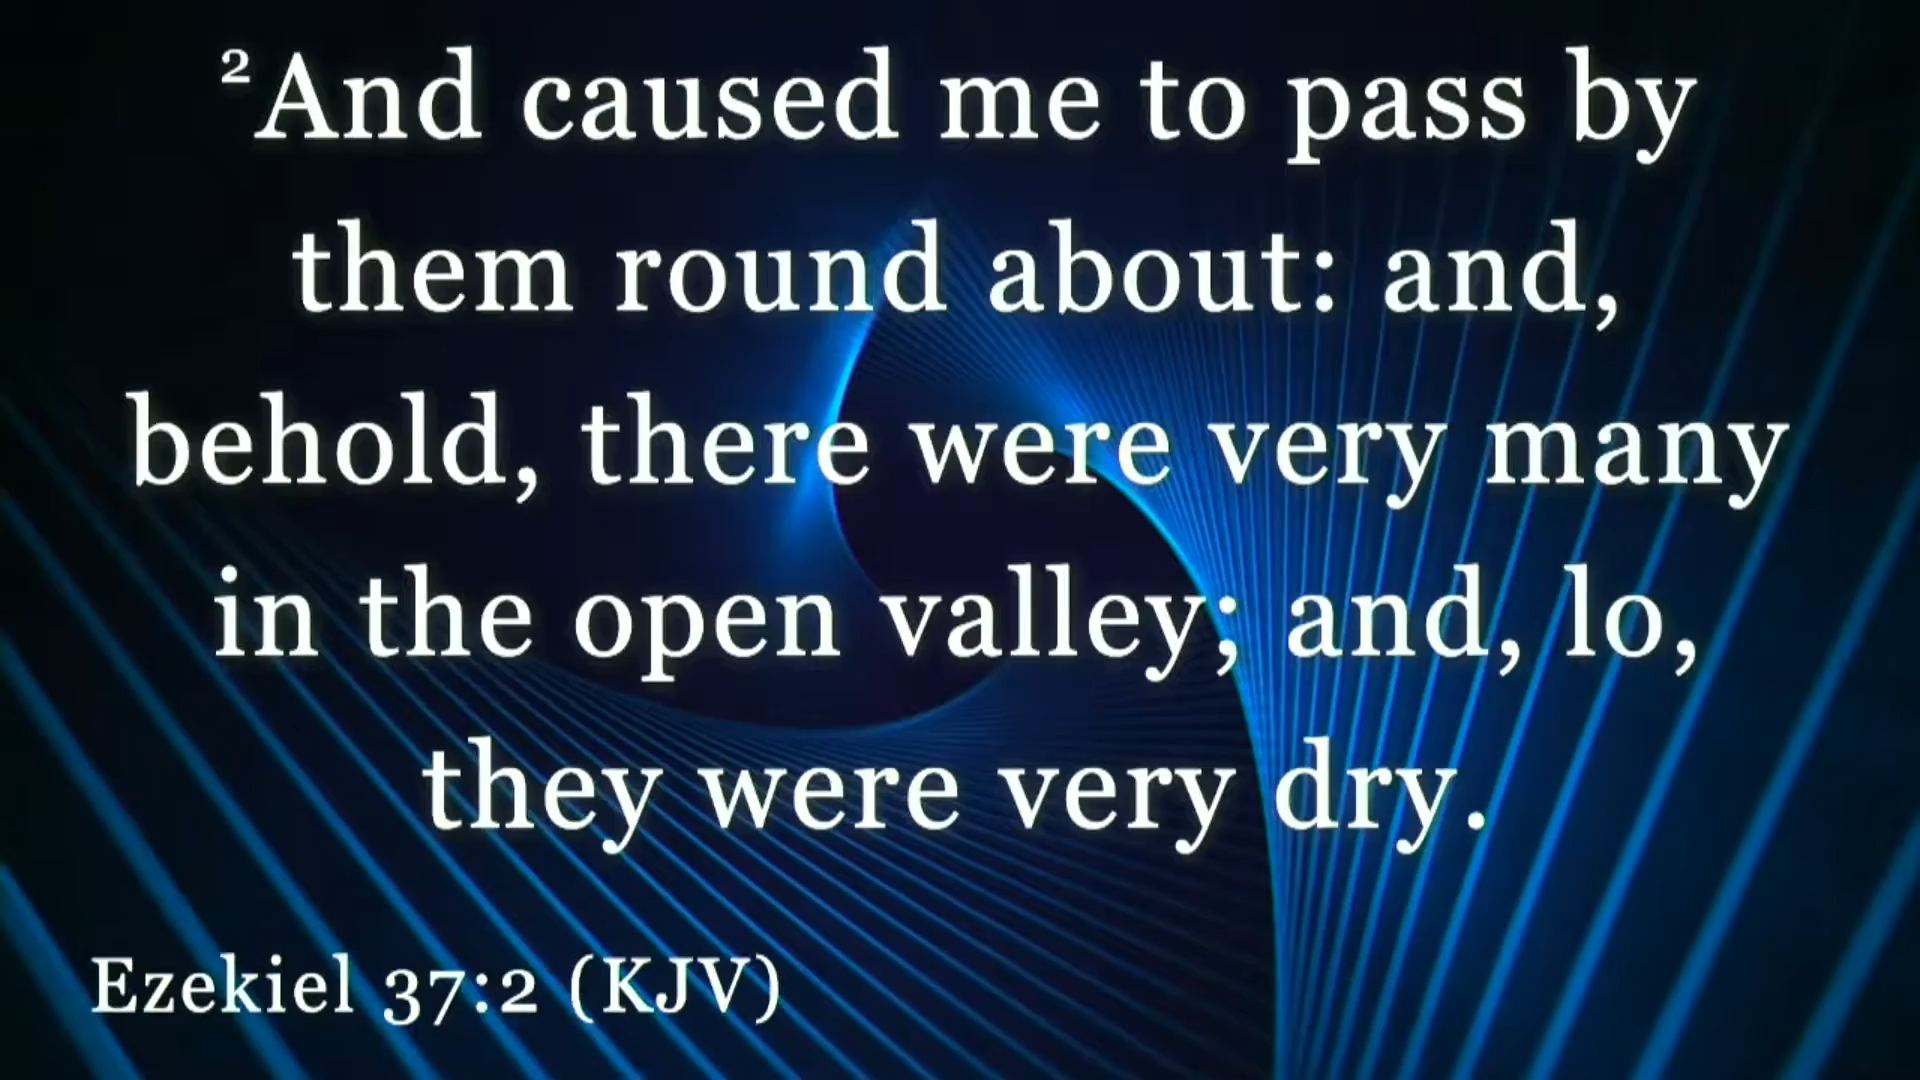 ²And caused me to pass by
them round about: and,
behold, there were very many
in the open valley; and, lo,
they were very dry.
Ezekiel 37:2 (KJV)